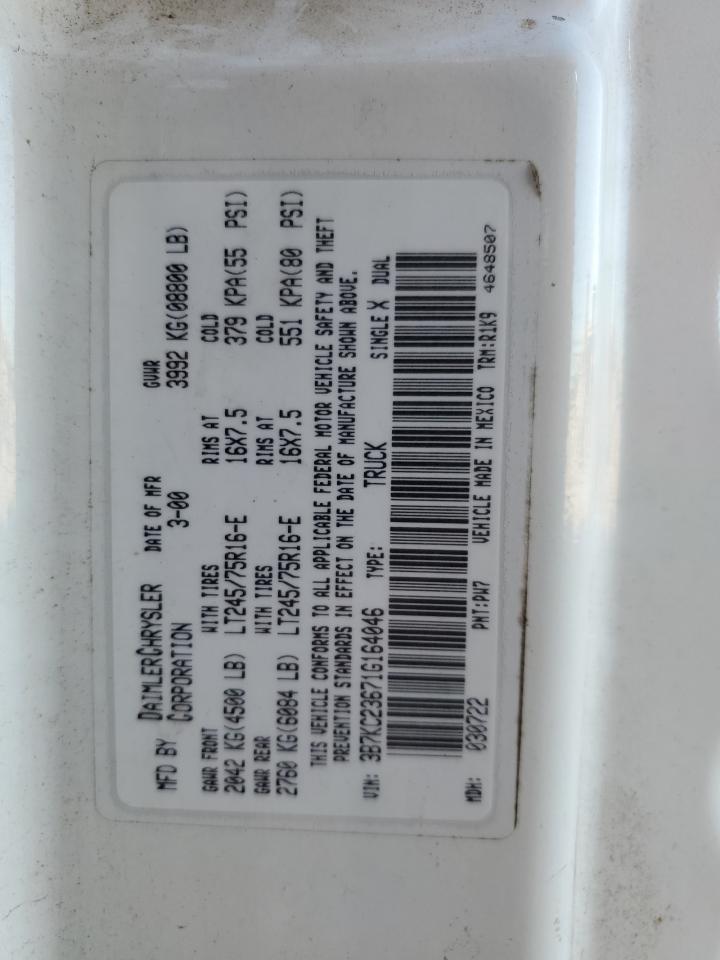 MFD BY DAIMLERCHRYSLER CORPORATION DATE OF MFR 3-00 GVWR 3992 KG(08800 LB)
GAWR FRONT WITH TIRES RIMS AT COLD
2042 KG(4500 LB) LT245/75R16-E 16X7.5 379 KPA(55 PSI)
GAWR REAR WITH TIRES RIMS AT COLD
2760 KG(6084 LB) LT245/75R16-E 16X7.5 551 KPA(80 PSI)
THIS VEHICLE CONFORMS TO ALL APPLICABLE FEDERAL MOTOR VEHICLE SAFETY AND THEFT
PREVENTION STANDARDS IN EFFECT ON THE DATE OF MANUFACTURE SHOWN ABOVE.
VIN: 3B7KC23671G164046 TYPE: TRUCK SINGLE X DUAL
MDH: 030722 PNT:PW7 VEHICLE MADE IN MEXICO TRM:R1K9 4648507